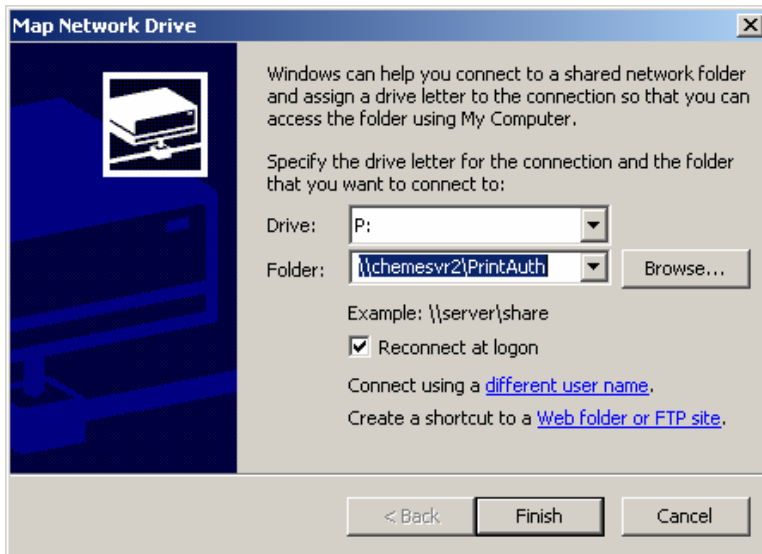 Map Network Drive
Windows can help you connect to a shared network folder
and assign a drive letter to the connection so that you can
access the folder using My Computer.
Specify the drive letter for the connection and the folder
that you want to connect to:
Drive: P:
Folder: \\chemesvr2\PrintAuth Browse...
Example: \\server\share
Reconnect at logon
Connect using a different user name.
Create a shortcut to a Web folder or FTP site.
< Back Finish Cancel